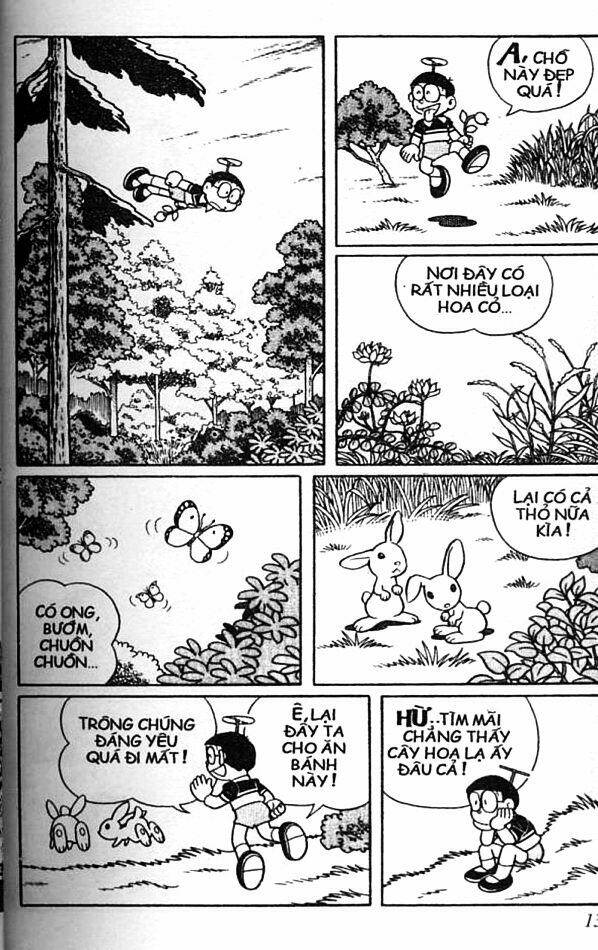 A, CHỖ
NÀY ĐẸP
QUÁ!
NƠI ĐÂY CÓ
RẤT NHIỀU LOẠI
HOA CỎ...
CÓ ONG,
BƯỚM,
CHUỒN
CHUỒN...
LẠI CÓ CẢ
THỎ NỮA
KÌA!
TRÔNG CHÚNG
ĐÁNG YÊU
QUÁ ĐI MẤT!
Ê, LẠI
ĐÂY TA
CHO ĂN
BÁNH
NÀY!
HỪ...TÌM MÃI
CHẲNG THẤY
CÂY HOA LẠ ẤY
ĐÂU CẢ!